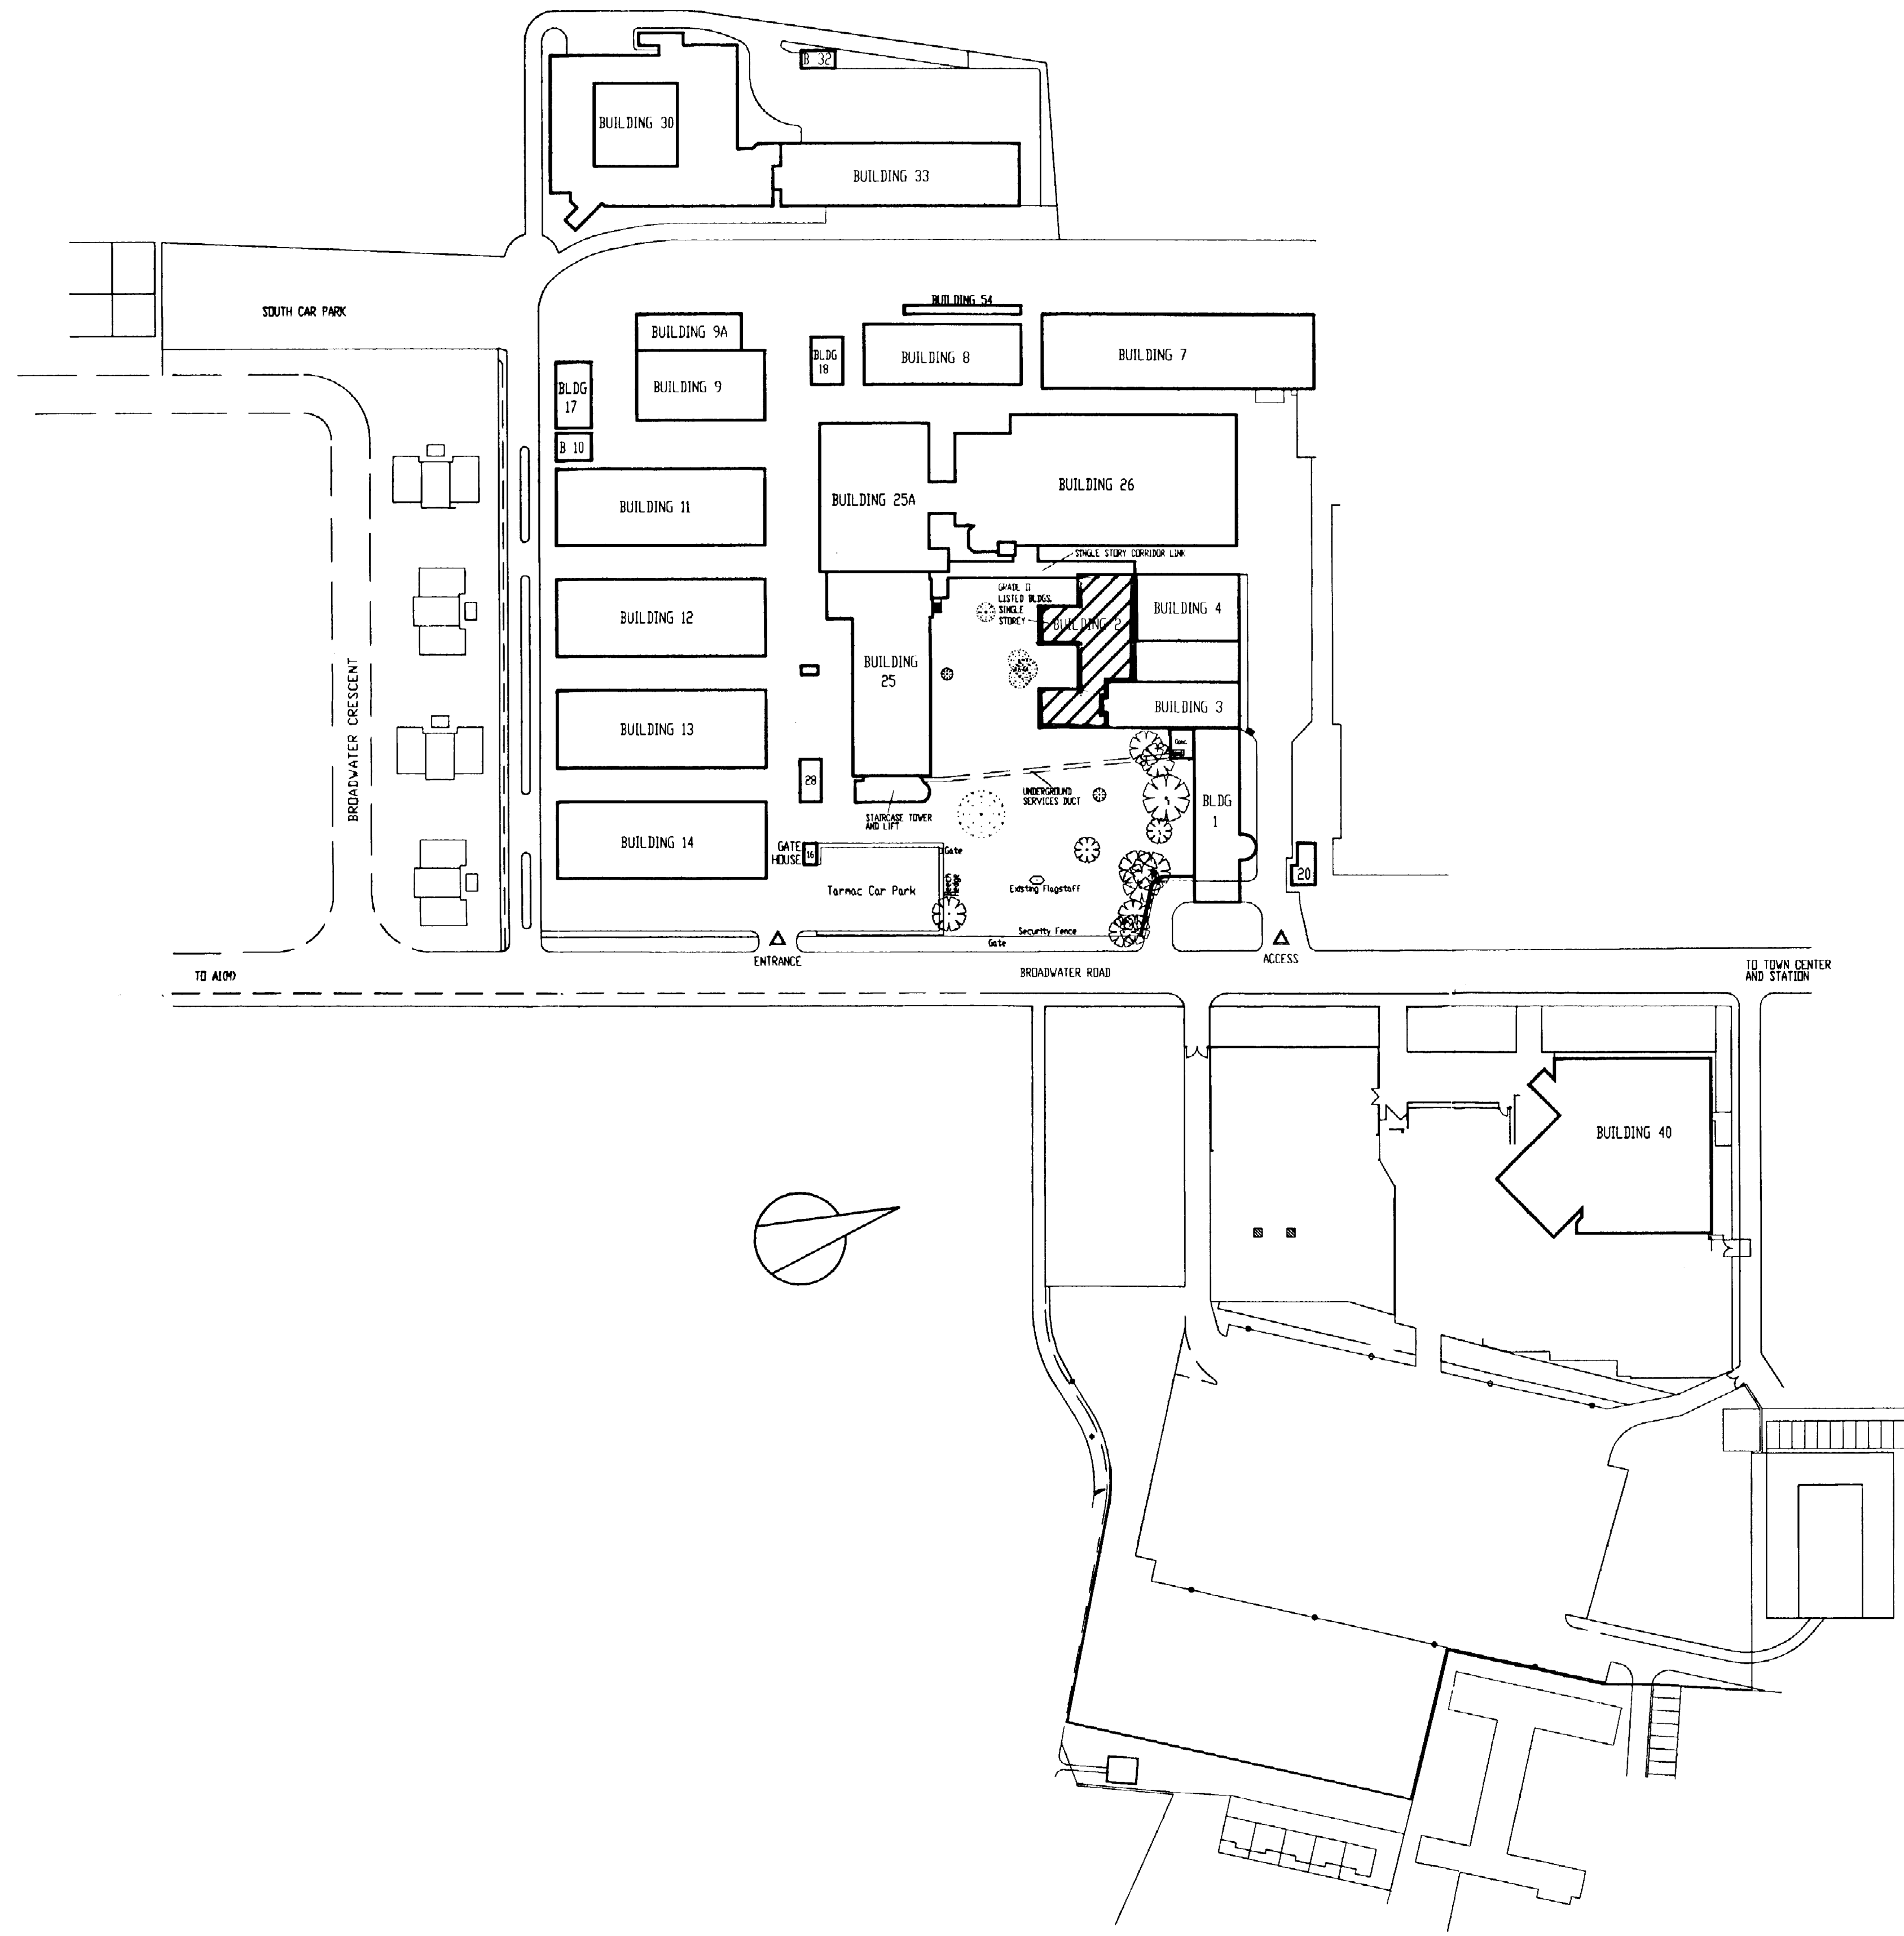 B 32
BUILDING 30
BUILDING 33
SOUTH CAR PARK
BUILDING 54
BUILDING 9A
BUILDING 9
BLDG
18
BUILDING 8
BUILDING 7
BLDG
17
B 10
BUILDING 11
BUILDING 25A
BUILDING 26
SINGLE STORY CORRIDOR LINK
GRADE II
LISTED BLDGS.
SINGLE
STOREY
BUILDING 2
BUILDING 4
BUILDING 12
BUILDING
25
BUILDING 3
BUILDING 13
BROADWATER CRESCENT
Conc.
28
UNDERGROUND
SERVICES DUCT
BLDG
1
STAIRCASE TOWER
AND LIFT
BUILDING 14
GATE
HOUSE
16
Gate
20
Tarmac Car Park
Beech
Hedge
Existing Flagstaff
Security Fence
Gate
ENTRANCE
ACCESS
TO A1(M)
BROADWATER ROAD
TO TOWN CENTER
AND STATION
BUILDING 40